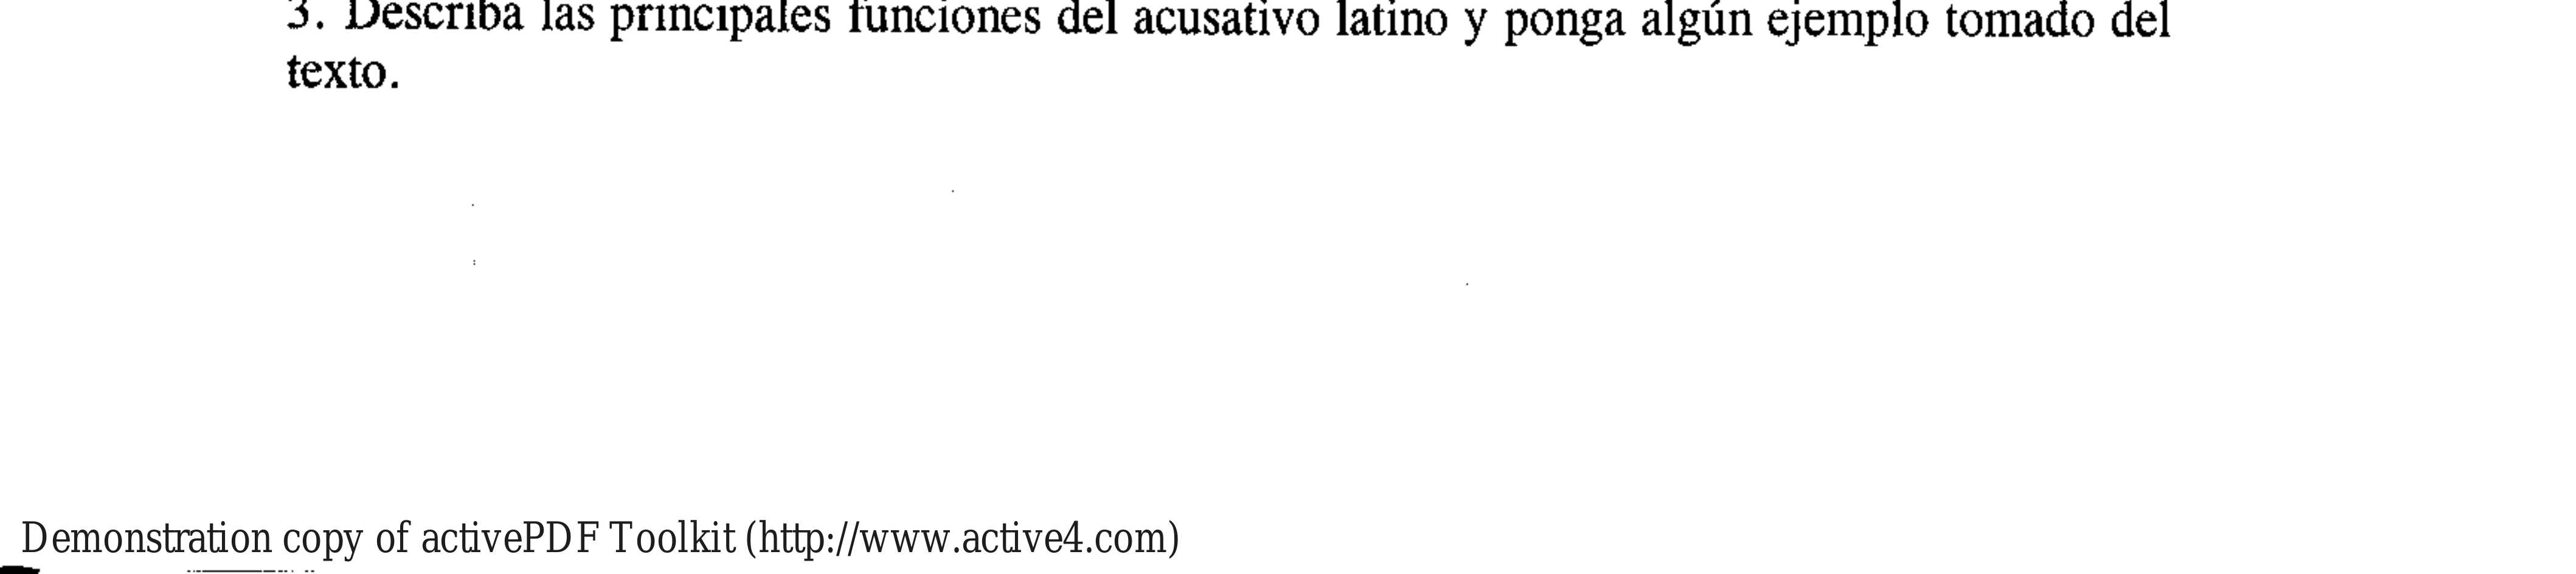 3. Describa las principales funciones del acusativo latino y ponga algún ejemplo tomado del
texto.
Demonstration copy of activePDF Toolkit (http://www.active4.com)